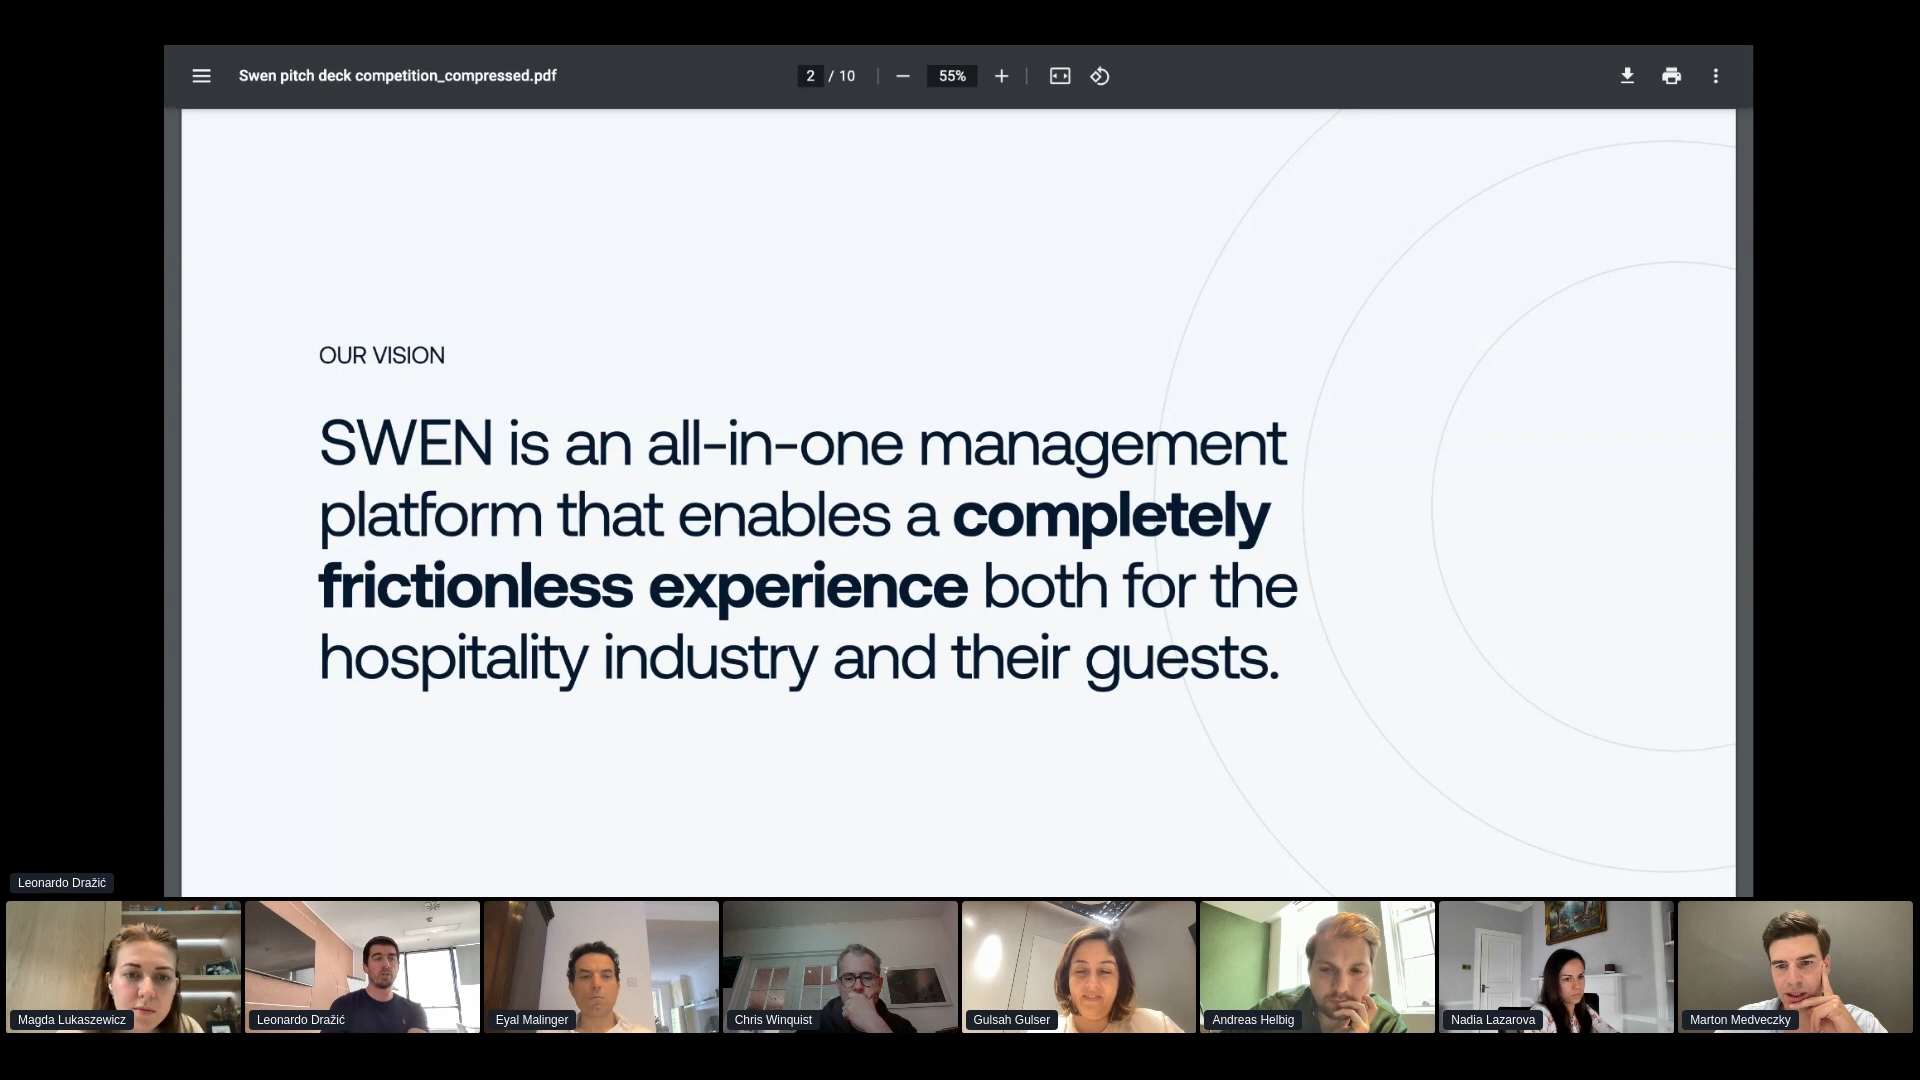 Swen pitch deck competition_compressed.pdf
2 / 10
55%
OUR VISION
SWEN is an all-in-one management
platform that enables a completely
frictionless experience both for the
hospitality industry and their guests.
Leonardo Dražić
Magda Lukaszewicz
Leonardo Dražić
Eyal Malinger
Chris Winquist
Gulsah Gulser
Andreas Helbig
Nadia Lazarova
Marton Medveczky